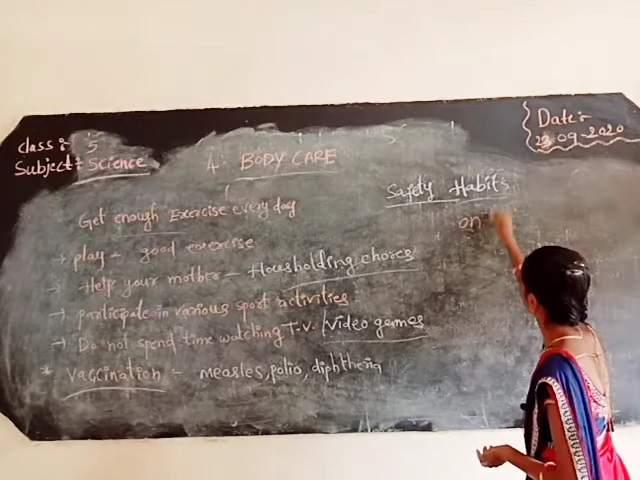 class: 5
Subject: Science
Date:-
23-09-2020
4. BODY CARE
Get enough Exercise every day
→ play - good exercise
→ Help your mother - Housholding chores
→ participate in various sport activities
→ Do not spend time watching T.V. / Video games
* Vaccination - measles, polio, diphtheria
Safety Habits
on